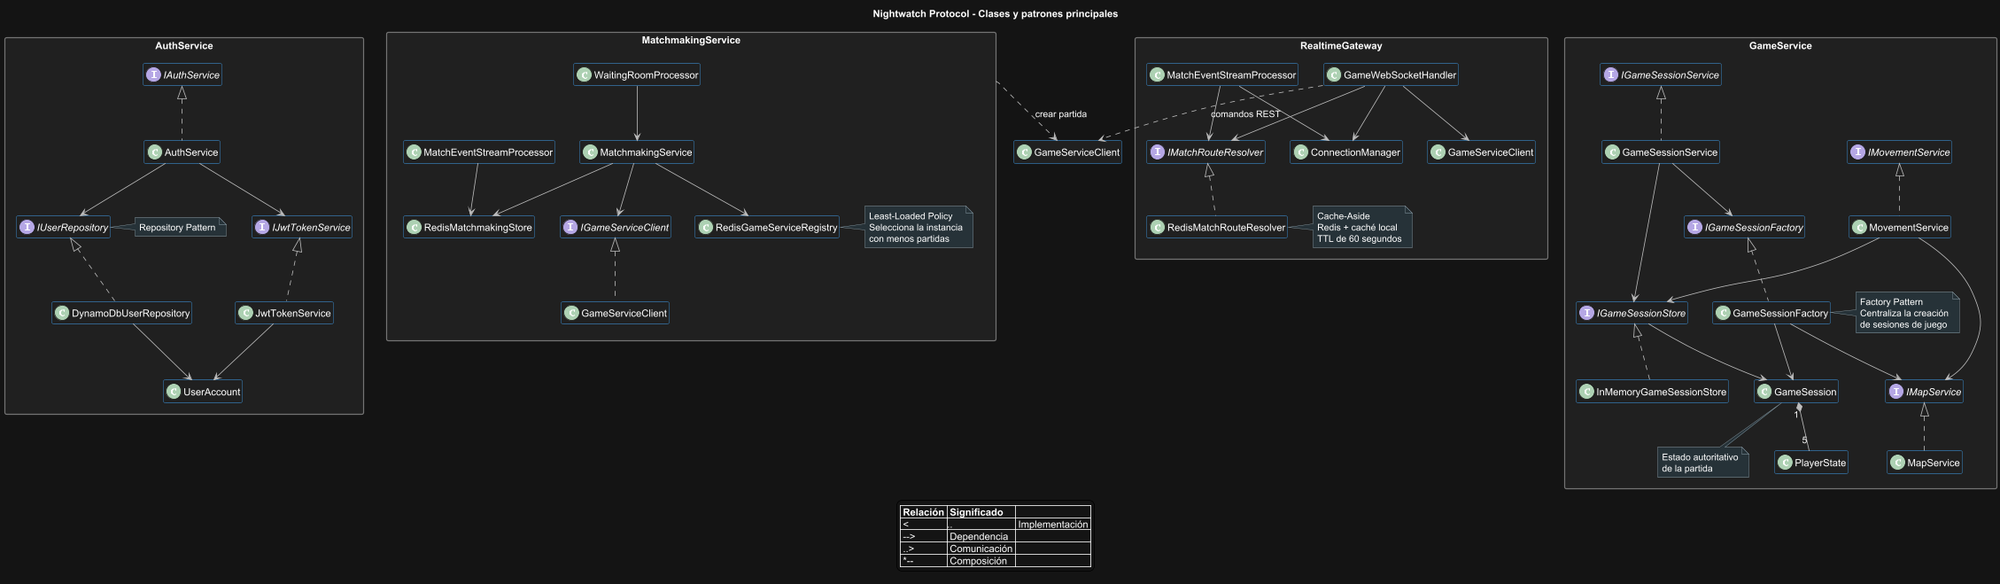 Nightwatch Protocol - Clases y patrones principales
AuthService
I IAuthService
C AuthService
I IUserRepository
Repository Pattern
I IJwtTokenService
C DynamoDbUserRepository
C JwtTokenService
C UserAccount
MatchmakingService
C WaitingRoomProcessor
C MatchEventStreamProcessor
C MatchmakingService
C RedisMatchmakingStore
I IGameServiceClient
C RedisGameServiceRegistry
Least-Loaded Policy
Selecciona la instancia
con menos partidas
C GameServiceClient
crear partida
C GameServiceClient
RealtimeGateway
C MatchEventStreamProcessor
C GameWebSocketHandler
comandos REST
I IMatchRouteResolver
C ConnectionManager
C GameServiceClient
C RedisMatchRouteResolver
Cache-Aside
Redis + caché local
TTL de 60 segundos
GameService
I IGameSessionService
C GameSessionService
I IMovementService
I IGameSessionFactory
C MovementService
I IGameSessionStore
C GameSessionFactory
Factory Pattern
Centraliza la creación
de sesiones de juego
C InMemoryGameSessionStore
C GameSession
I IMapService
1
5
Estado autoritativo
de la partida
C PlayerState
C MapService
Relación Significado
< .. Implementación
--> Dependencia
..> Comunicación
*-- Composición